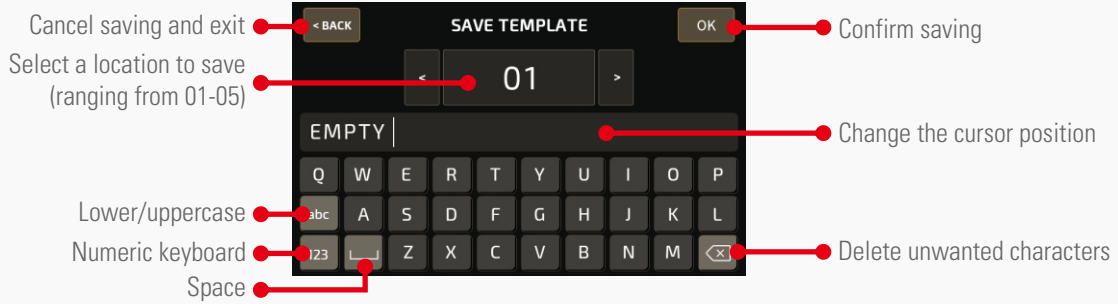 Cancel saving and exit
< BACK
SAVE TEMPLATE
OK
Confirm saving
Select a location to save
(ranging from 01-05)
< 01 >
EMPTY
Change the cursor position
Q W E R T Y U I O P
Lower/uppercase
abc A S D F G H J K L
Numeric keyboard
123 Z X C V B N M
Delete unwanted characters
Space